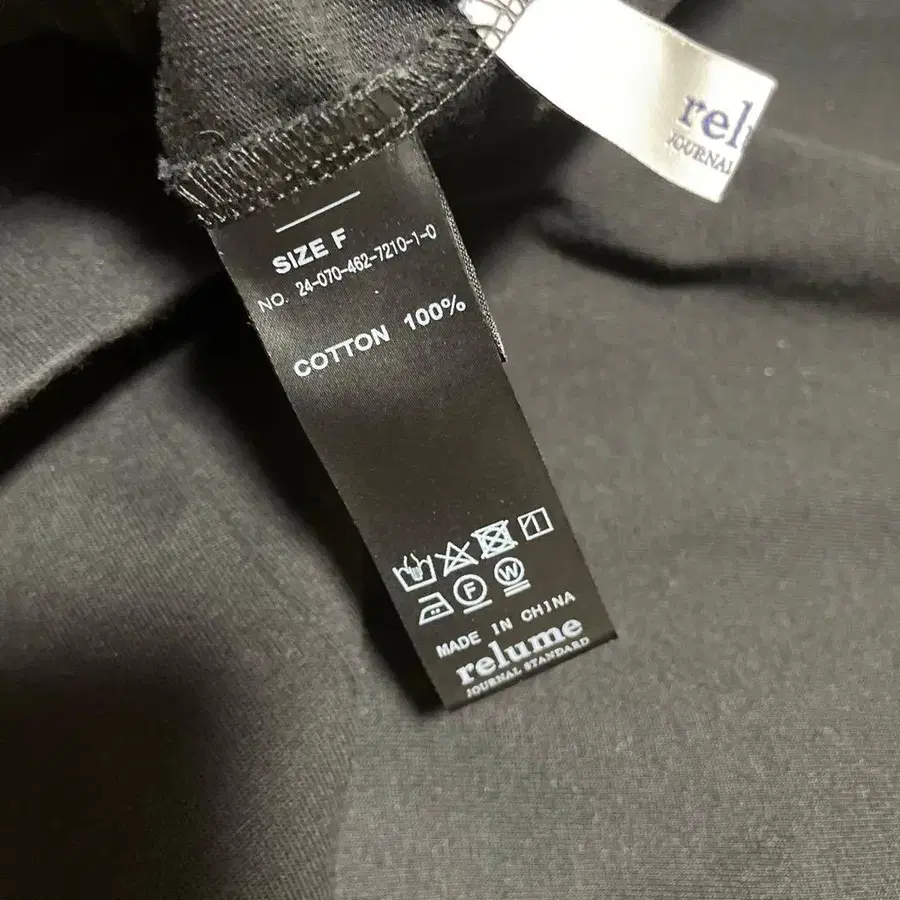 relu
JOURNAL
SIZE F
NO. 24-070-462-7210-1-0
COTTON 100%
F W
MADE IN CHINA
relume
JOURNAL STANDARD